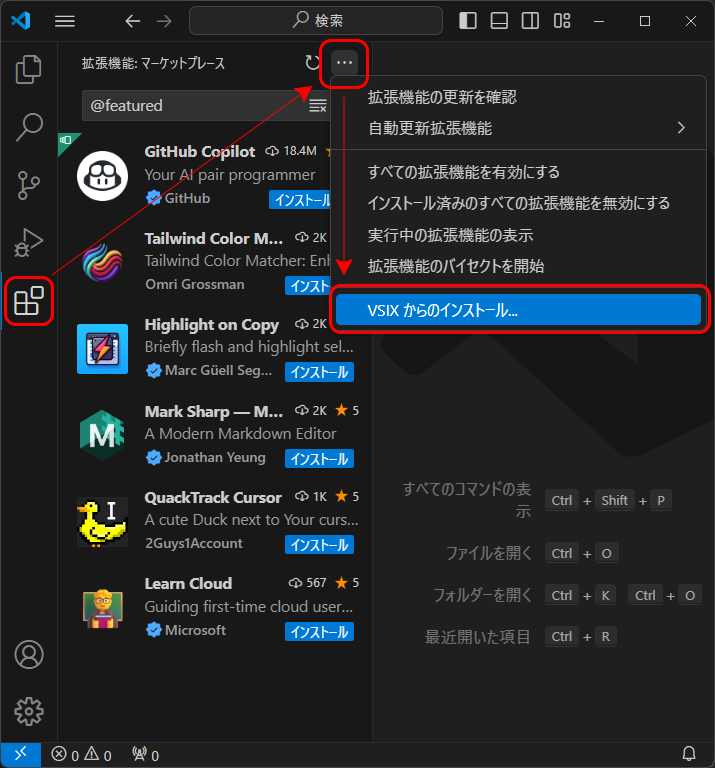 検索
拡張機能: マーケットプレース
@featured
GitHub Copilot 18.4M
Your AI pair programmer
GitHub インストール
Tailwind Color M... 2K
Tailwind Color Matcher: Enh
Omri Grossman インストール
Highlight on Copy 2K
Briefly flash and highlight sel...
Marc Güell Seg... インストール
Mark Sharp — M... 2K ★ 5
A Modern Markdown Editor
Jonathan Yeung インストール
QuackTrack Cursor 1K ★ 5
A cute Duck next to Your curs...
2Guys1Account インストール
Learn Cloud 567 ★ 5
Guiding first-time cloud user...
Microsoft インストール
拡張機能の更新を確認
自動更新拡張機能
すべての拡張機能を有効にする
インストール済みのすべての拡張機能を無効にする
実行中の拡張機能の表示
拡張機能のバイセクトを開始
VSIX からのインストール...
すべてのコマンドの表
示 Ctrl + Shift + P
ファイルを開く Ctrl + O
フォルダーを開く Ctrl + K Ctrl + O
最近開いた項目 Ctrl + R
0 0 0